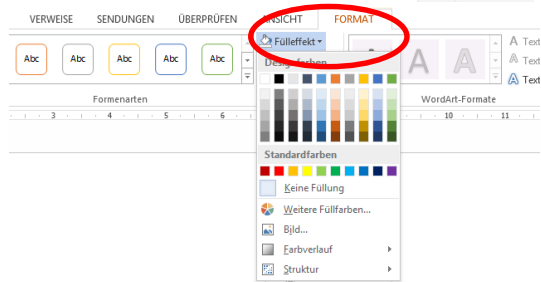 VERWEISE SENDUNGEN ÜBERPRÜFEN ANSICHT FORMAT
Abc Abc Abc Abc Abc Fülleffekt A A A Text
Text
Text
Designfarben
Formenarten WordArt-Formate
3 4 5 6 10 11
Standardfarben
Keine Füllung
Weitere Füllfarben...
Bild...
Farbverlauf
Struktur